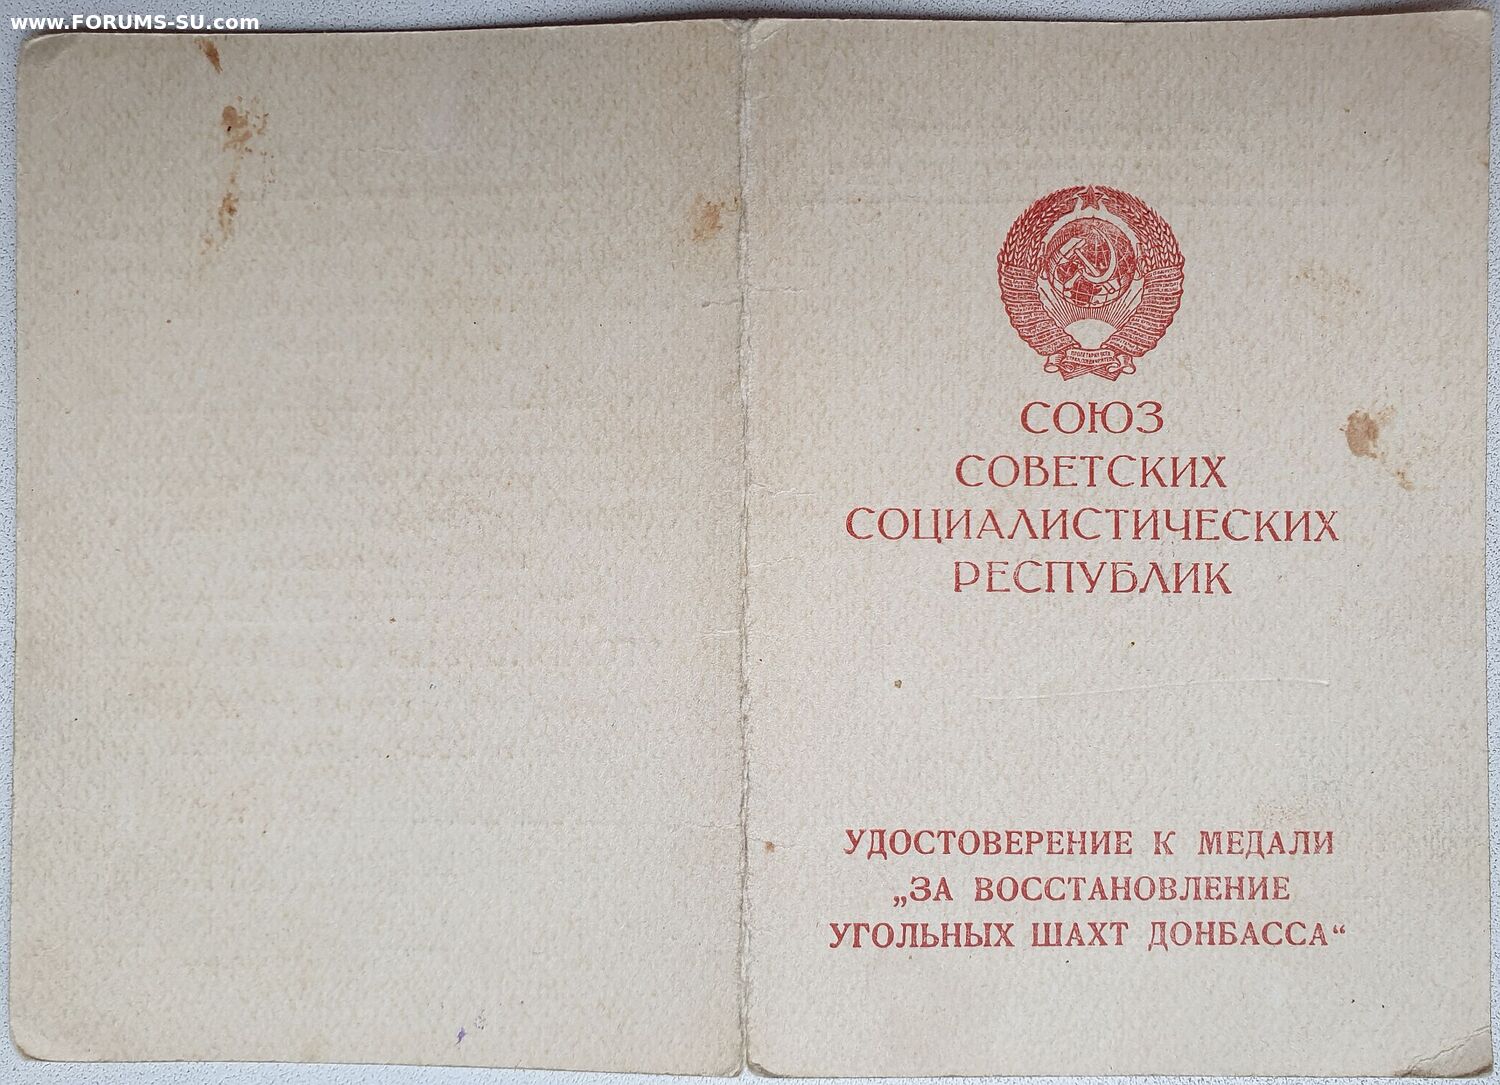 www.FORUMS-SU.com
СОЮЗ
СОВЕТСКИХ
СОЦИАЛИСТИЧЕСКИХ
РЕСПУБЛИК
УДОСТОВЕРЕНИЕ К МЕДАЛИ
„ЗА ВОССТАНОВЛЕНИЕ
УГОЛЬНЫХ ШАХТ ДОНБАССА“